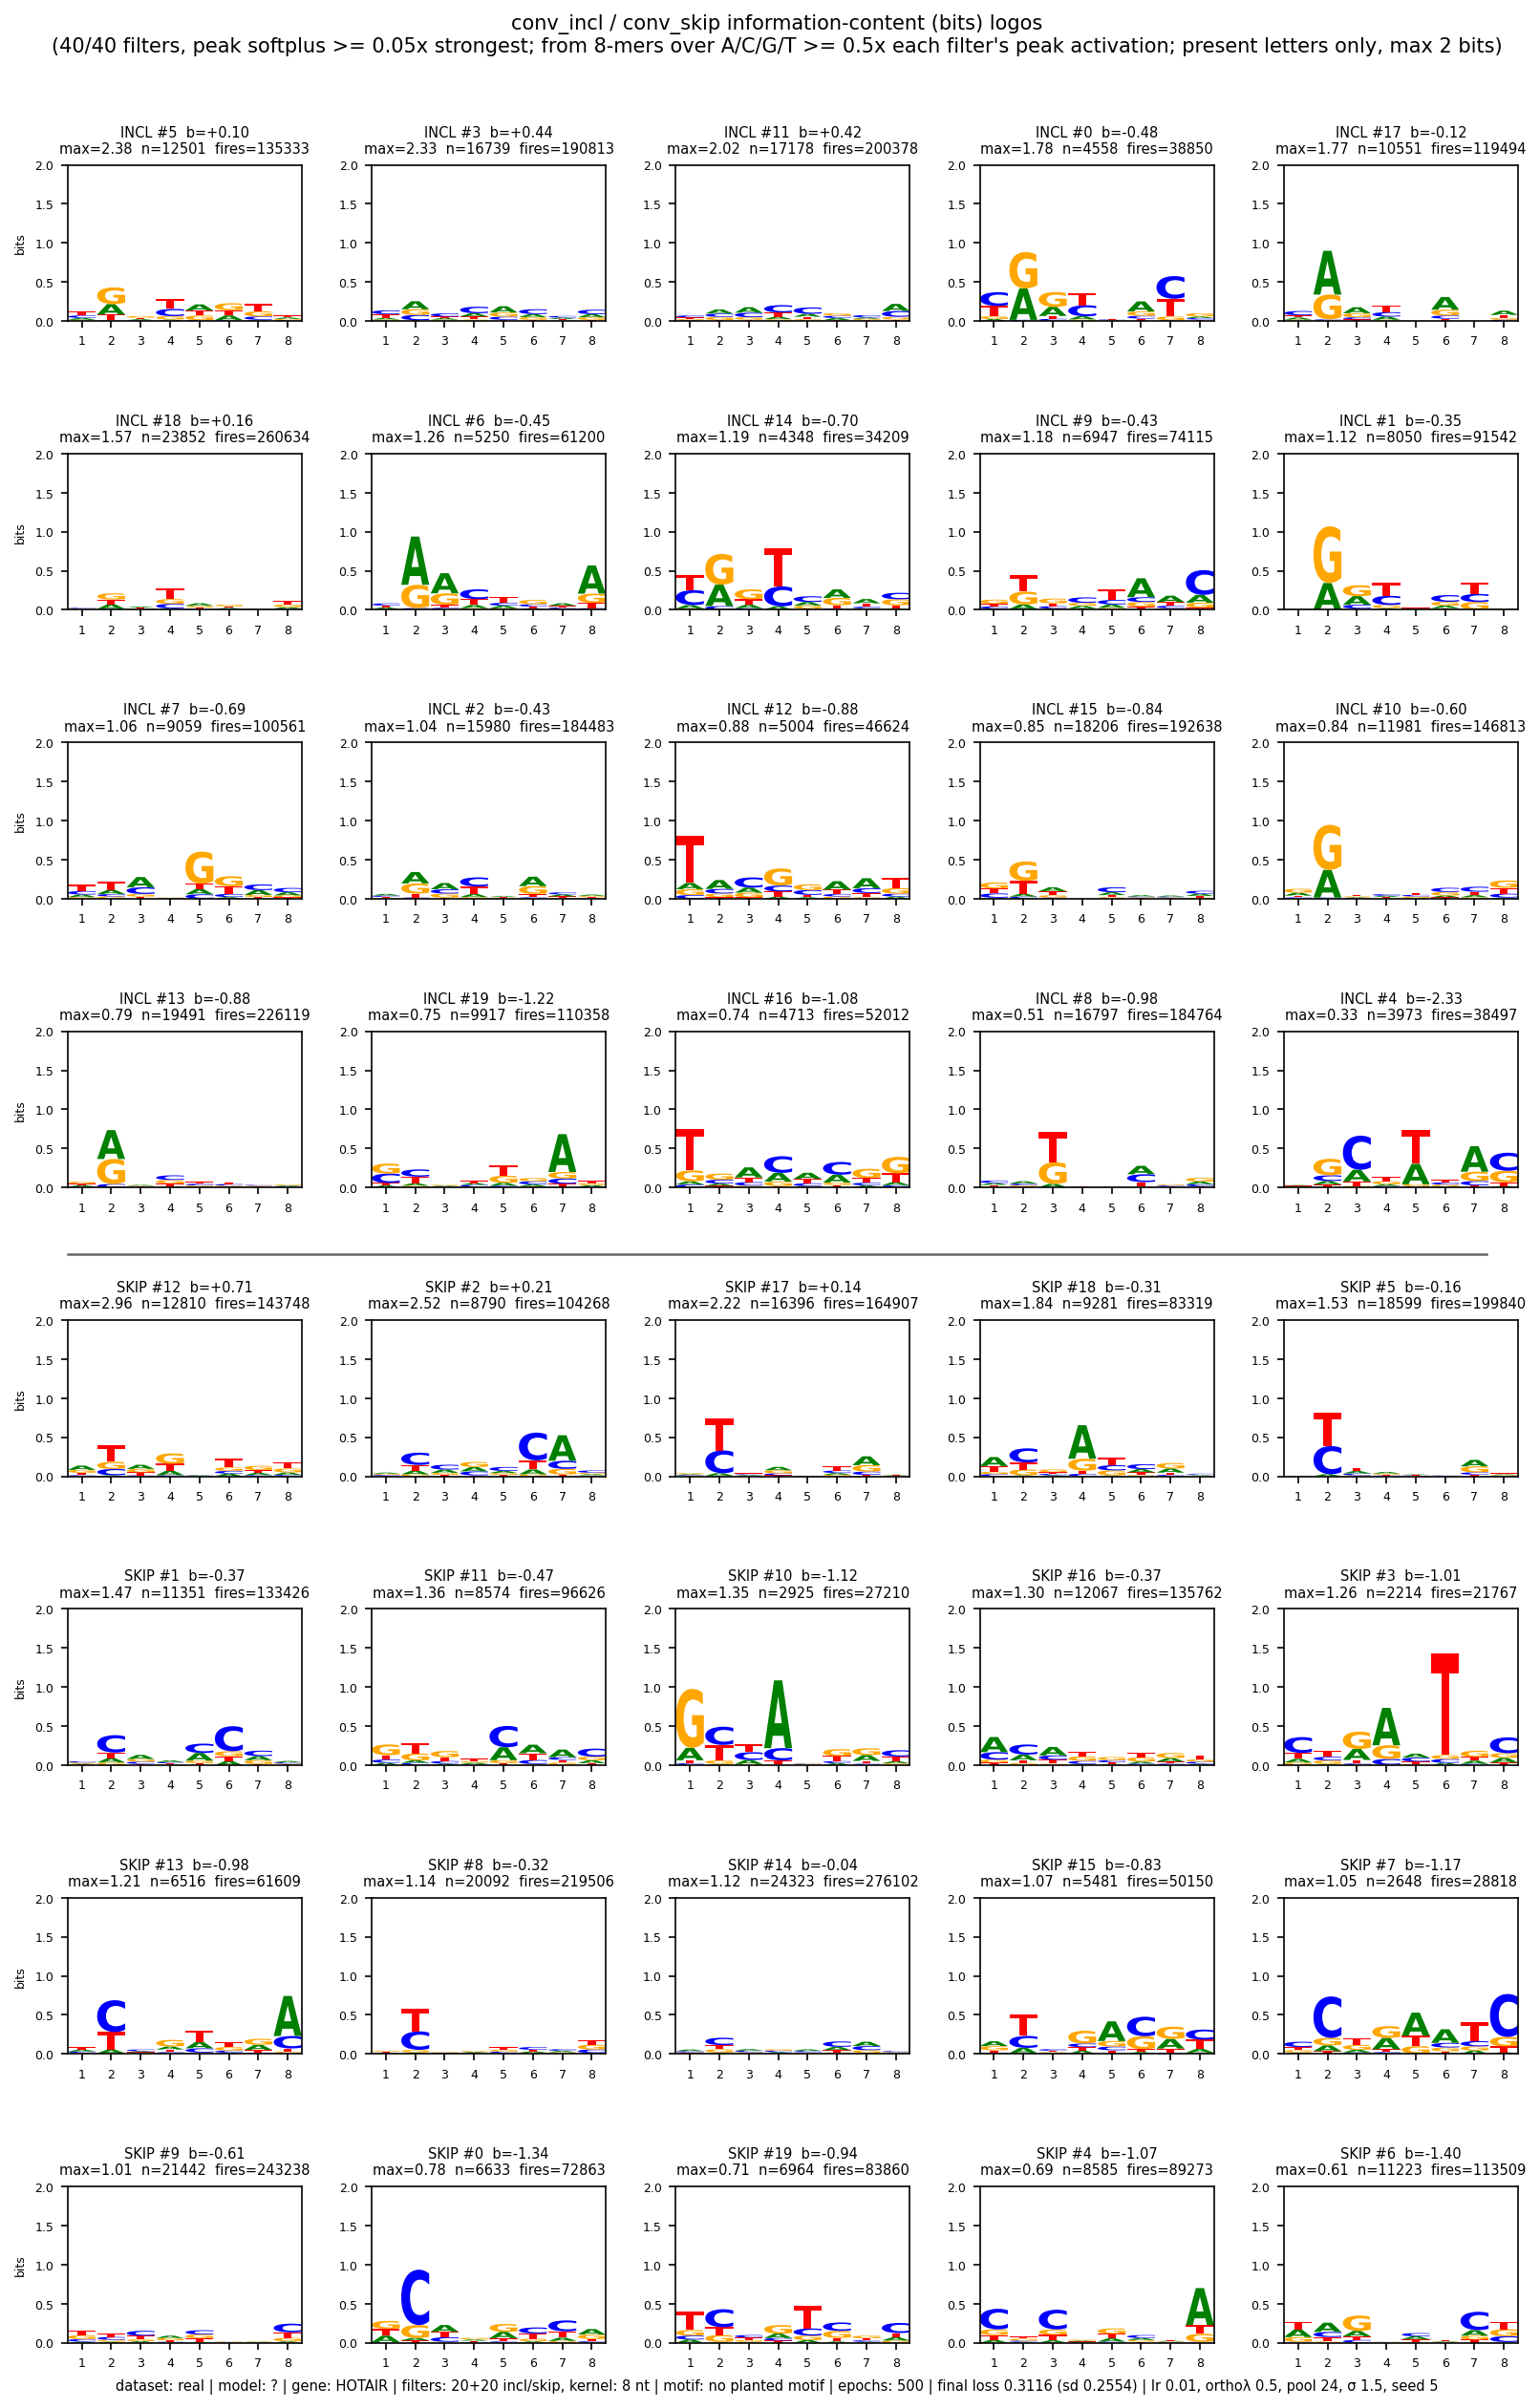 conv_incl / conv_skip information-content (bits) logos
(40/40 filters, peak softplus >= 0.05x strongest; from 8-mers over A/C/G/T >= 0.5x each filter's peak activation; present letters only, max 2 bits)
INCL #5 b=+0.10
max=2.38 n=12501 fires=135333
INCL #3 b=+0.44
max=2.33 n=16739 fires=190813
INCL #11 b=+0.42
max=2.02 n=17178 fires=200378
INCL #0 b=-0.48
max=1.78 n=4558 fires=38850
INCL #17 b=-0.12
max=1.77 n=10551 fires=119494
INCL #18 b=+0.16
max=1.57 n=23852 fires=260634
INCL #6 b=-0.45
max=1.26 n=5250 fires=61200
INCL #14 b=-0.70
max=1.19 n=4348 fires=34209
INCL #9 b=-0.43
max=1.18 n=6947 fires=74115
INCL #1 b=-0.35
max=1.12 n=8050 fires=91542
INCL #7 b=-0.69
max=1.06 n=9059 fires=100561
INCL #2 b=-0.43
max=1.04 n=15980 fires=184483
INCL #12 b=-0.88
max=0.88 n=5004 fires=46624
INCL #15 b=-0.84
max=0.85 n=18206 fires=192638
INCL #10 b=-0.60
max=0.84 n=11981 fires=146813
INCL #13 b=-0.88
max=0.79 n=19491 fires=226119
INCL #19 b=-1.22
max=0.75 n=9917 fires=110358
INCL #16 b=-1.08
max=0.74 n=4713 fires=52012
INCL #8 b=-0.98
max=0.51 n=16797 fires=184764
INCL #4 b=-2.33
max=0.33 n=3973 fires=38497
SKIP #12 b=+0.71
max=2.96 n=12810 fires=143748
SKIP #2 b=+0.21
max=2.52 n=8790 fires=104268
SKIP #17 b=+0.14
max=2.22 n=16396 fires=164907
SKIP #18 b=-0.31
max=1.84 n=9281 fires=83319
SKIP #5 b=-0.16
max=1.53 n=18599 fires=199840
SKIP #1 b=-0.37
max=1.47 n=11351 fires=133426
SKIP #11 b=-0.47
max=1.36 n=8574 fires=96626
SKIP #10 b=-1.12
max=1.35 n=2925 fires=27210
SKIP #16 b=-0.37
max=1.30 n=12067 fires=135762
SKIP #3 b=-1.01
max=1.26 n=2214 fires=21767
SKIP #13 b=-0.98
max=1.21 n=6516 fires=61609
SKIP #8 b=-0.32
max=1.14 n=20092 fires=219506
SKIP #14 b=-0.04
max=1.12 n=24323 fires=276102
SKIP #15 b=-0.83
max=1.07 n=5481 fires=50150
SKIP #7 b=-1.17
max=1.05 n=2648 fires=28818
SKIP #9 b=-0.61
max=1.01 n=21442 fires=243238
SKIP #0 b=-1.34
max=0.78 n=6633 fires=72863
SKIP #19 b=-0.94
max=0.71 n=6964 fires=83860
SKIP #4 b=-1.07
max=0.69 n=8585 fires=89273
SKIP #6 b=-1.40
max=0.61 n=11223 fires=113509
dataset: real | model: ? | gene: HOTAIR | filters: 20+20 incl/skip, kernel: 8 nt | motif: no planted motif | epochs: 500 | final loss 0.3116 (sd 0.2554) | lr 0.01, orthoλ 0.5, pool 24, σ 1.5, seed 5